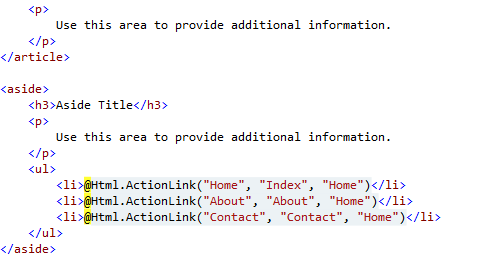 <p>
Use this area to provide additional information.
</p>
</article>
<aside>
<h3>Aside Title</h3>
<p>
Use this area to provide additional information.
</p>
<ul>
<li>@Html.ActionLink("Home", "Index", "Home")</li>
<li>@Html.ActionLink("About", "About", "Home")</li>
<li>@Html.ActionLink("Contact", "Contact", "Home")</li>
</ul>
</aside>